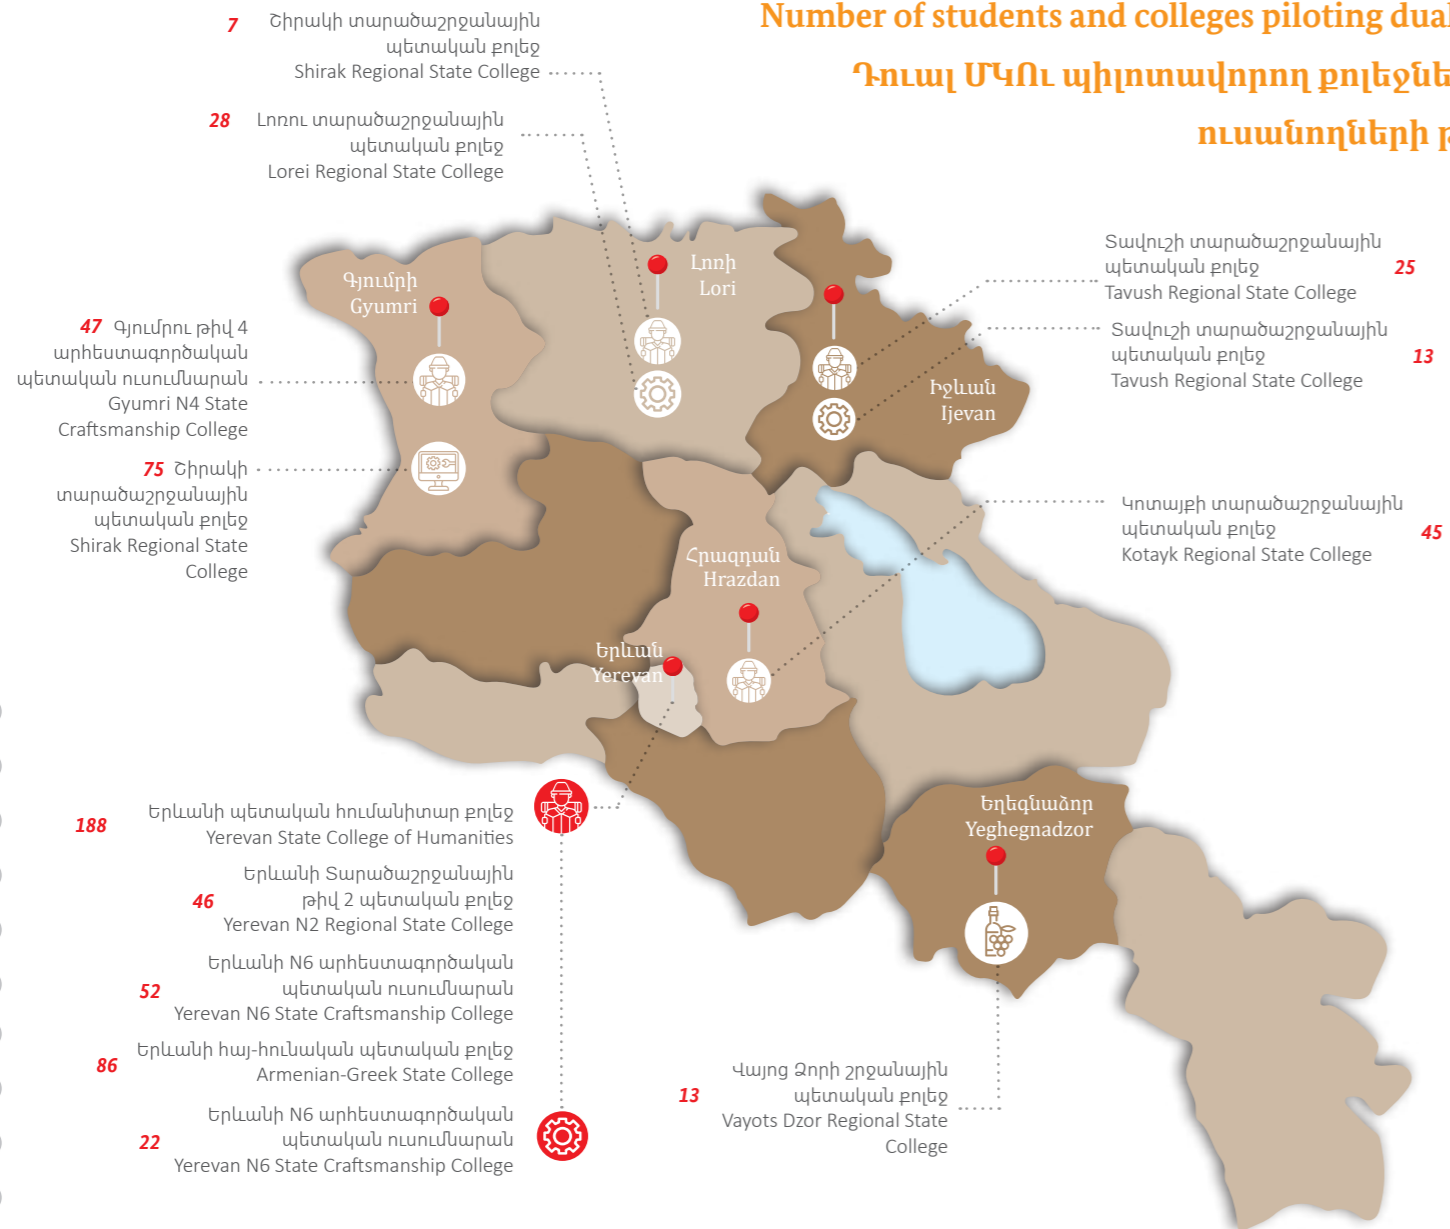 Number of students and colleges piloting dual
Դուալ ՄԿՈւ պիլոտավորող քոլեջնե
ուսանողների թ
7 Շիրակի տարածաշրջանային
պետական քոլեջ
Shirak Regional State College
28 Լոռու տարածաշրջանային
պետական քոլեջ
Lorei Regional State College
Տավուշի տարածաշրջանային
պետական քոլեջ 25
Tavush Regional State College
Տավուշի տարածաշրջանային
պետական քոլեջ 13
Tavush Regional State College
Գյումրի
Gyumri
Լոռի
Lori
Իջևան
Ijevan
47 Գյումրու թիվ 4
արհեստագործական
պետական ուսումնարան
Gyumri N4 State
Craftsmanship College
75 Շիրակի
տարածաշրջանային
պետական քոլեջ
Shirak Regional State
College
Կոտայքի տարածաշրջանային
պետական քոլեջ 45
Kotayk Regional State College
Հրազդան
Hrazdan
Երևան
Yerevan
Եղեգնաձոր
Yeghegnadzor
188 Երևանի պետական հումանիտար քոլեջ
Yerevan State College of Humanities
Երևանի Տարածաշրջանային
46 թիվ 2 պետական քոլեջ
Yerevan N2 Regional State College
Երևանի N6 արհեստագործական
52 պետական ուսումնարան
Yerevan N6 State Craftsmanship College
86 Երևանի հայ-հունական պետական քոլեջ
Armenian-Greek State College
Երևանի N6 արհեստագործական
22 պետական ուսումնարան
Yerevan N6 State Craftsmanship College
Վայոց Ձորի շրջանային
13 պետական քոլեջ
Vayots Dzor Regional State
College